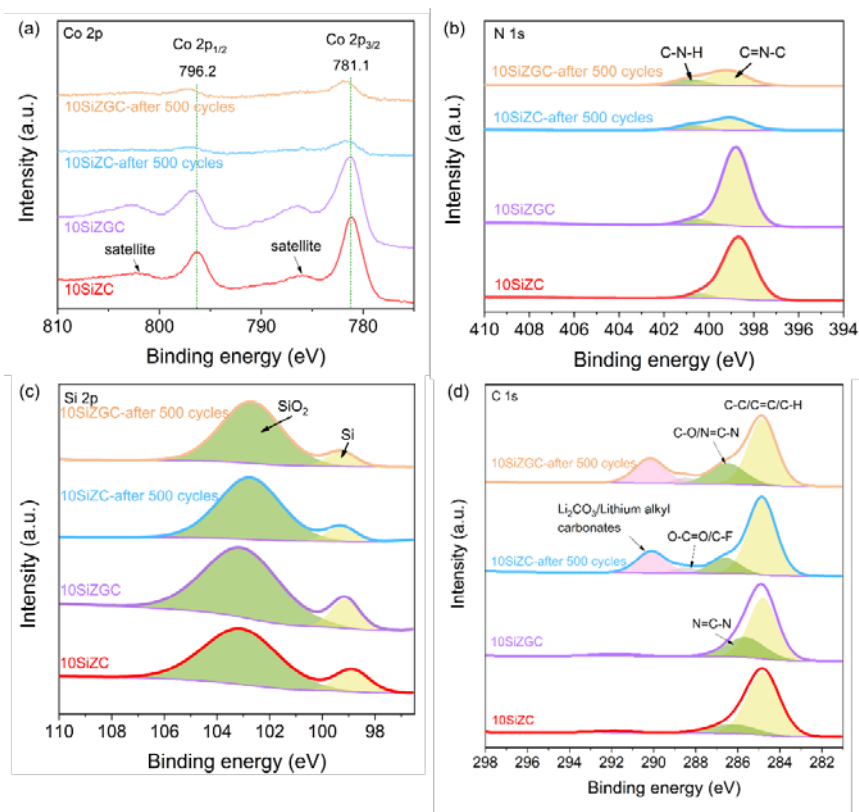 (a)
Co 2p
Co 2p1/2
796.2
Co 2p3/2
781.1
10SiZGC-after 500 cycles
10SiZC-after 500 cycles
10SiZGC
satellite
satellite
10SiZC
810 800 790 780
Binding energy (eV)
Intensity (a.u.)
(b)
N 1s
C-N-H
C=N-C
10SiZGC-after 500 cycles
10SiZC-after 500 cycles
10SiZGC
10SiZC
410 408 406 404 402 400 398 396 394
Binding energy (eV)
Intensity (a.u.)
(c)
Si 2p
SiO2
Si
10SiZGC-after 500 cycles
10SiZC-after 500 cycles
10SiZGC
10SiZC
110 108 106 104 102 100 98
Binding energy (eV)
Intensity (a.u.)
(d)
C 1s
C-C/C=C/C-H
C-O/N=C-N
10SiZGC-after 500 cycles
Li2CO3/Lithium alkyl
carbonates
O-C=O/C-F
10SiZC-after 500 cycles
N=C-N
10SiZGC
10SiZC
298 296 294 292 290 288 286 284 282
Binding energy (eV)
Intensity (a.u.)